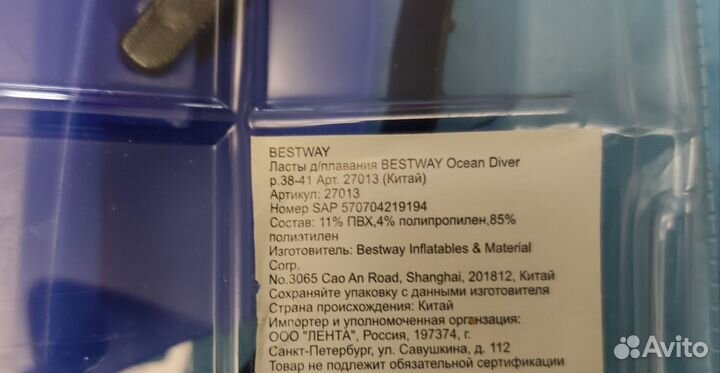 BESTWAY
Ласты д/плавания BESTWAY Ocean Diver
р.38-41 Арт. 27013 (Китай)
Артикул: 27013
Номер SAP 570704219194
Состав: 11% ПВХ,4% полипропилен,85%
полиэтилен
Изготовитель: Bestway Inflatables & Material
Corp.
No.3065 Cao An Road, Shanghai, 201812, Китай
Сохраняйте упаковку с данными изготовителя
Страна происхождения: Китай
Импортер и уполномоченная органзация:
ООО "ЛЕНТА", Россия, 197374, г.
Санкт-Петербург, ул. Савушкина, д. 112
Товар не подлежит обязательной сертификации
Avito